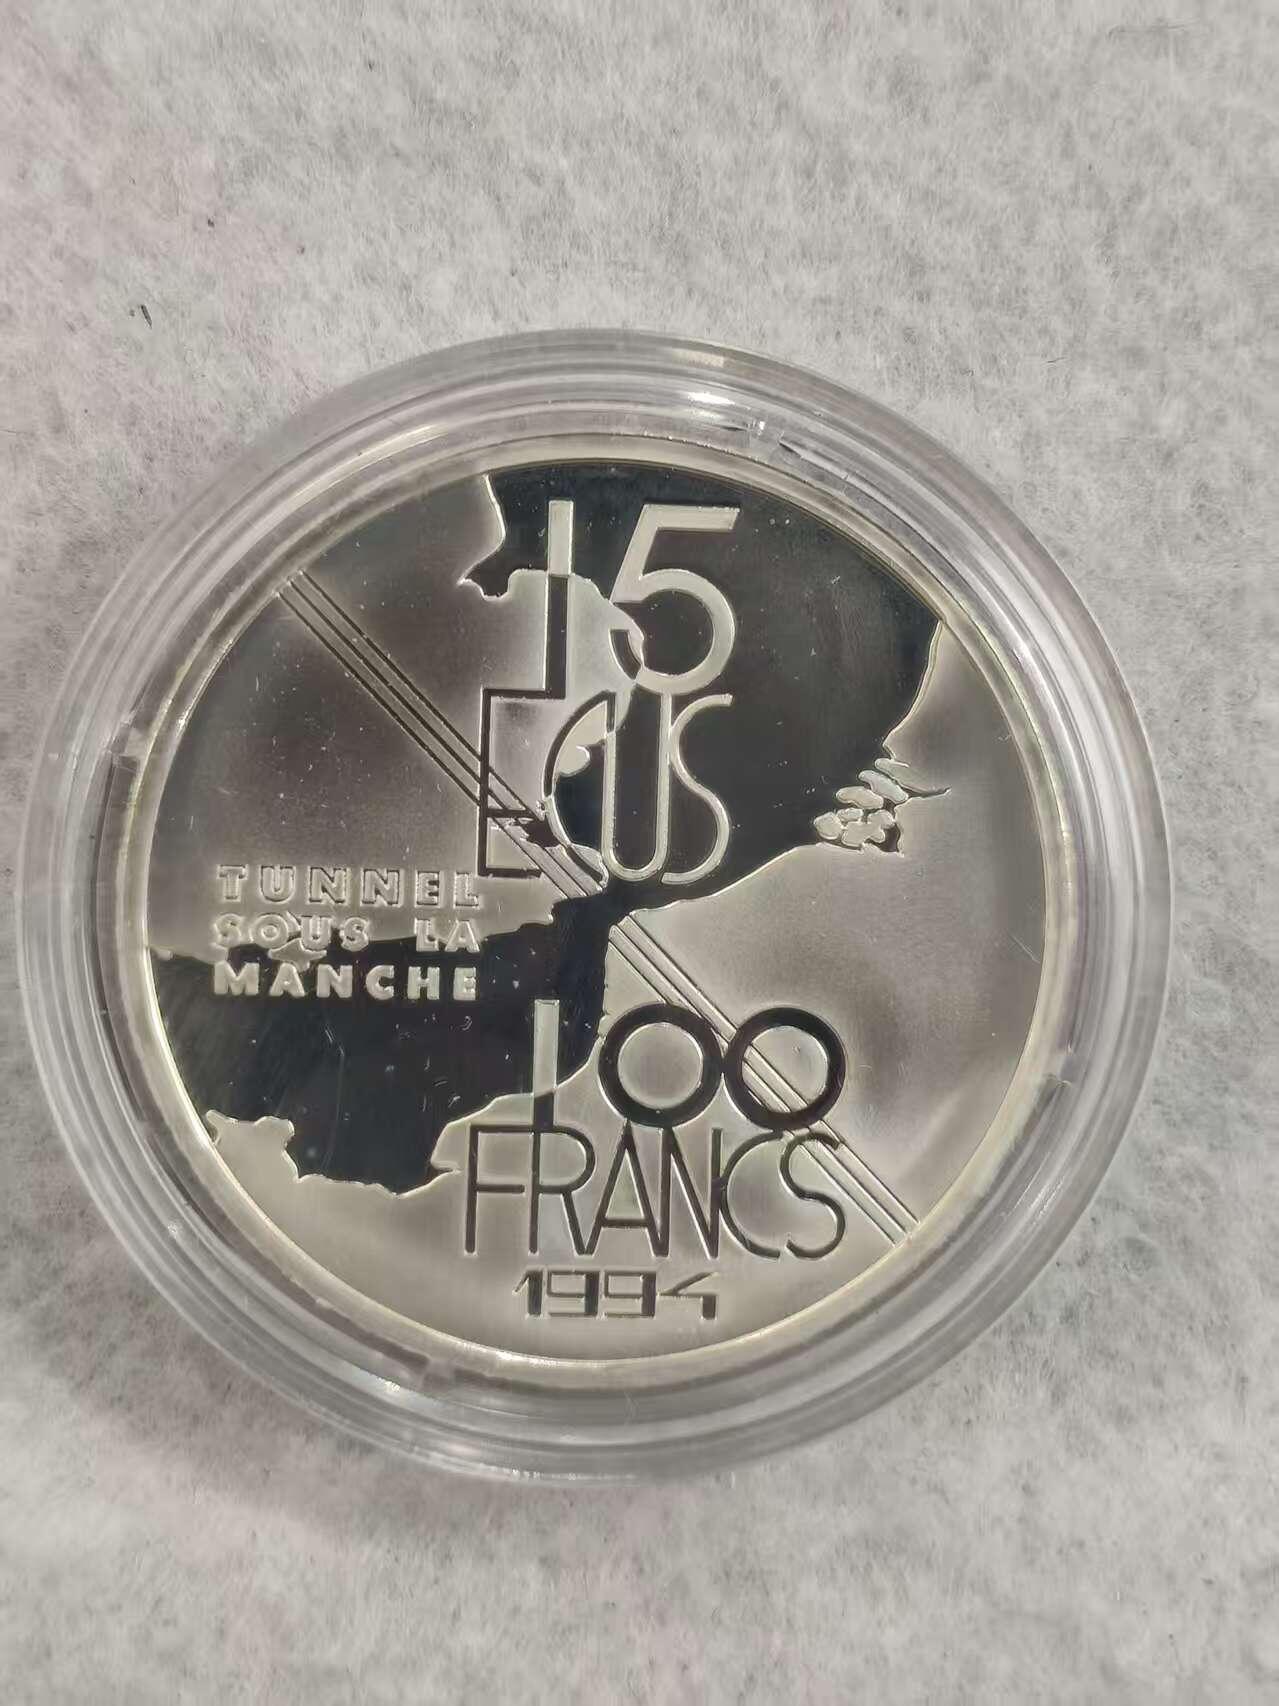 15
ECUS
TUNNEL
SOUS LA
MANCHE
100
FRANCS
1994